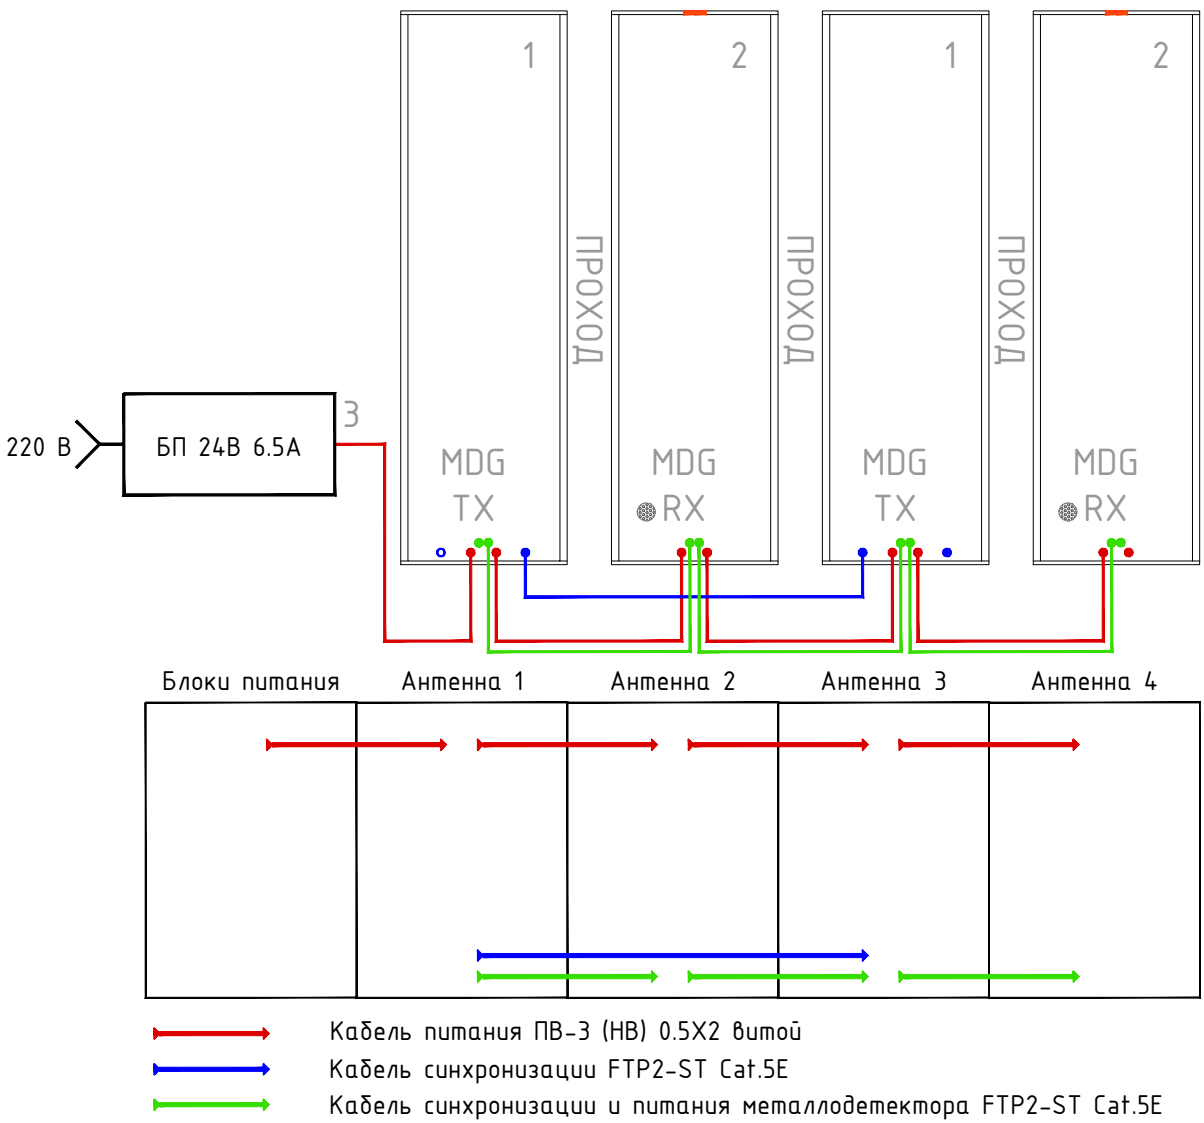 1
2
1
2
ПРОХОД
ПРОХОД
ПРОХОД
3
220 В
БП 24В 6.5А
MDG
TX
MDG
RX
MDG
TX
MDG
RX
Блоки питания
Антенна 1
Антенна 2
Антенна 3
Антенна 4
Кабель питания ПВ-3 (НВ) 0.5X2 витой
Кабель синхронизации FTP2-ST Cat.5E
Кабель синхронизации и питания металлодетектора FTP2-ST Cat.5E